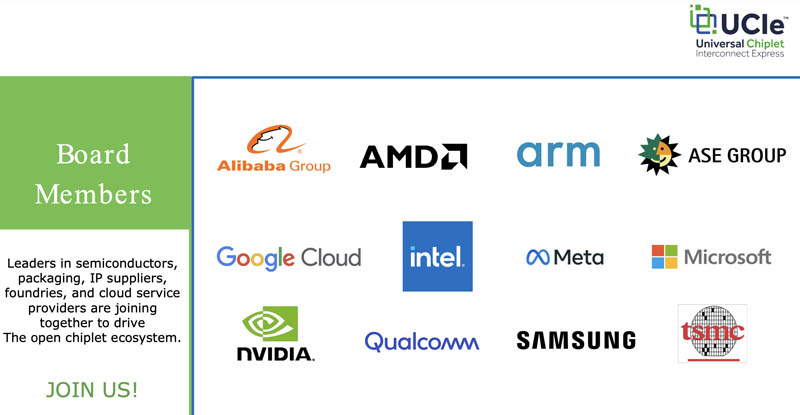 UCIe™
Universal Chiplet
Interconnect Express
Board
Members
Leaders in semiconductors,
packaging, IP suppliers,
foundries, and cloud service
providers are joining
together to drive
The open chiplet ecosystem.
JOIN US!
Alibaba Group®
AMD
arm
ASE GROUP
Google Cloud
intel®
Meta
Microsoft
NVIDIA®
Qualcomm
SAMSUNG
tsmc